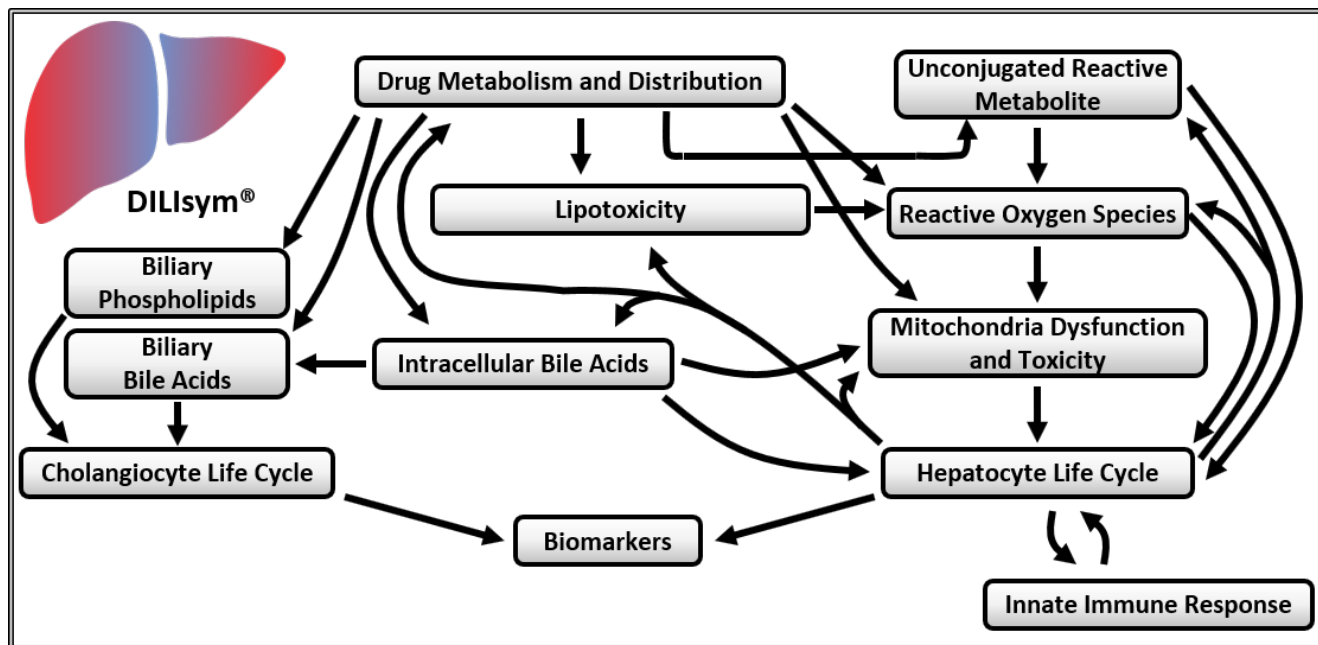 Drug Metabolism and Distribution
Unconjugated Reactive
Metabolite
DILIsym®
Lipotoxicity
Reactive Oxygen Species
Biliary
Phospholipids
Biliary
Bile Acids
Intracellular Bile Acids
Mitochondria Dysfunction
and Toxicity
Cholangiocyte Life Cycle
Hepatocyte Life Cycle
Biomarkers
Innate Immune Response